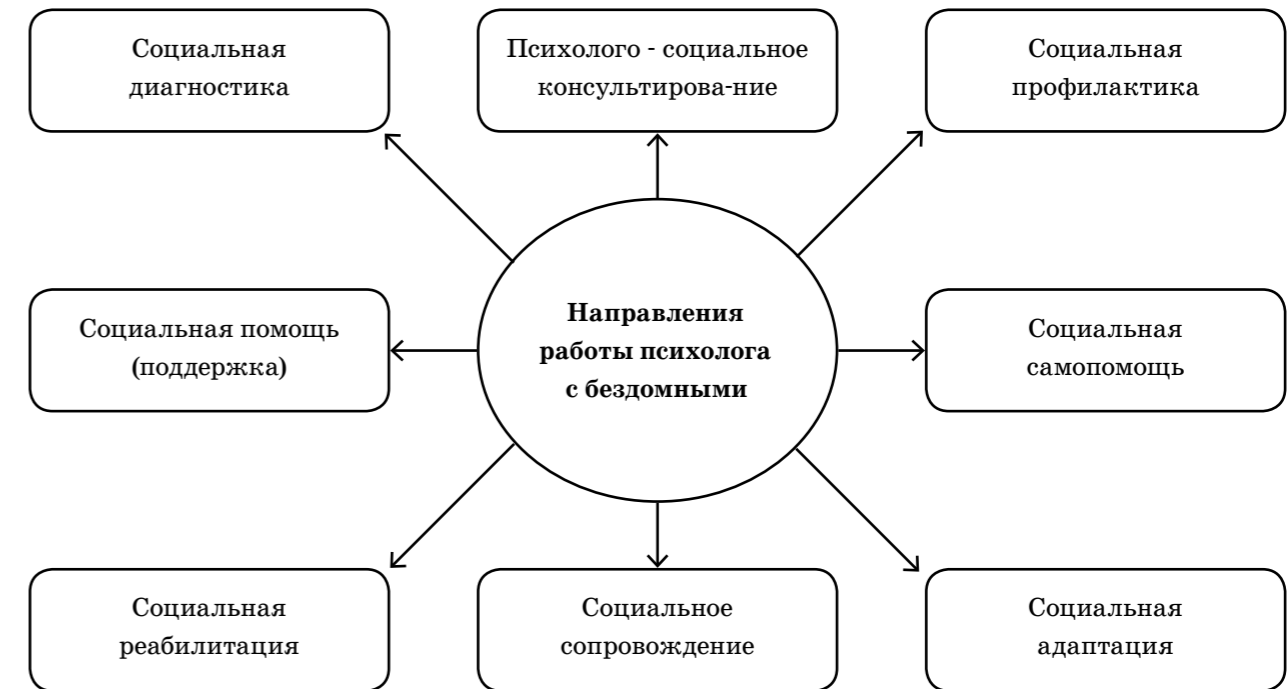 Социальная
диагностика
Психолого - социальное
консультирова-ние
Социальная
профилактика
Социальная помощь
(поддержка)
Направления
работы психолога
с бездомными
Социальная
самопомощь
Социальная
реабилитация
Социальное
сопровождение
Социальная
адаптация